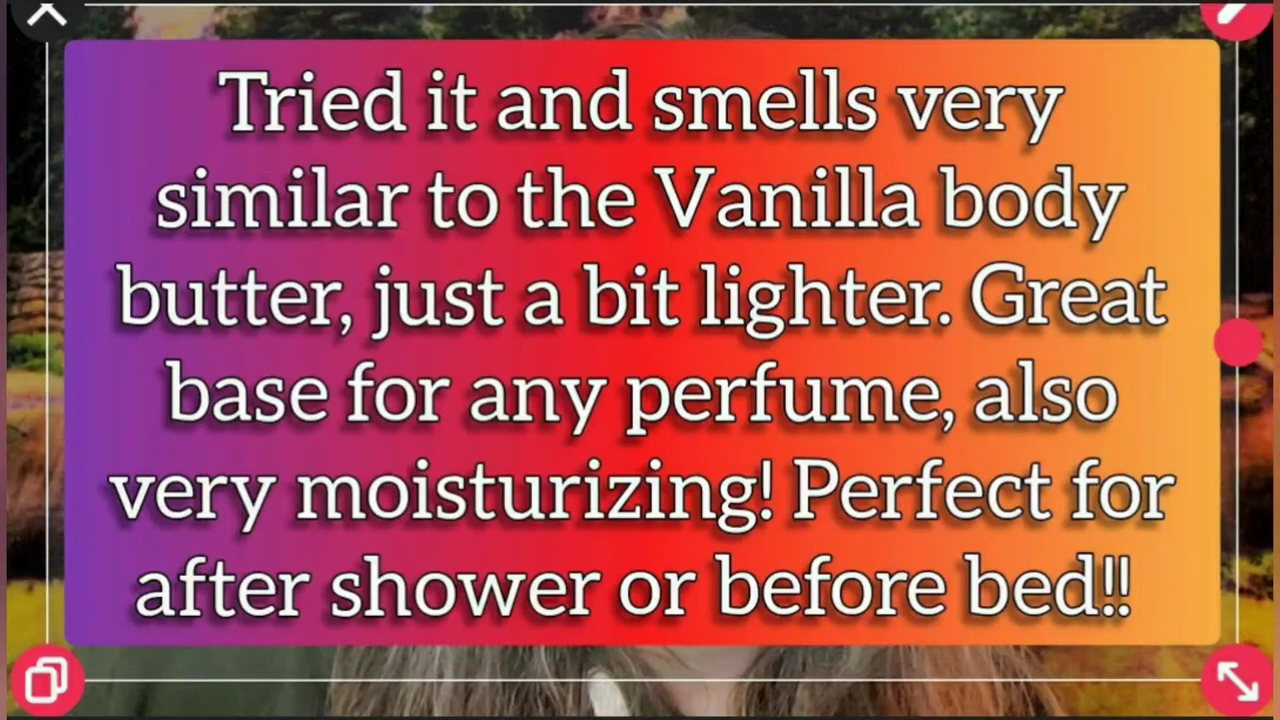 Tried it and smells very
similar to the Vanilla body
butter, just a bit lighter. Great
base for any perfume, also
very moisturizing! Perfect for
after shower or before bed!!